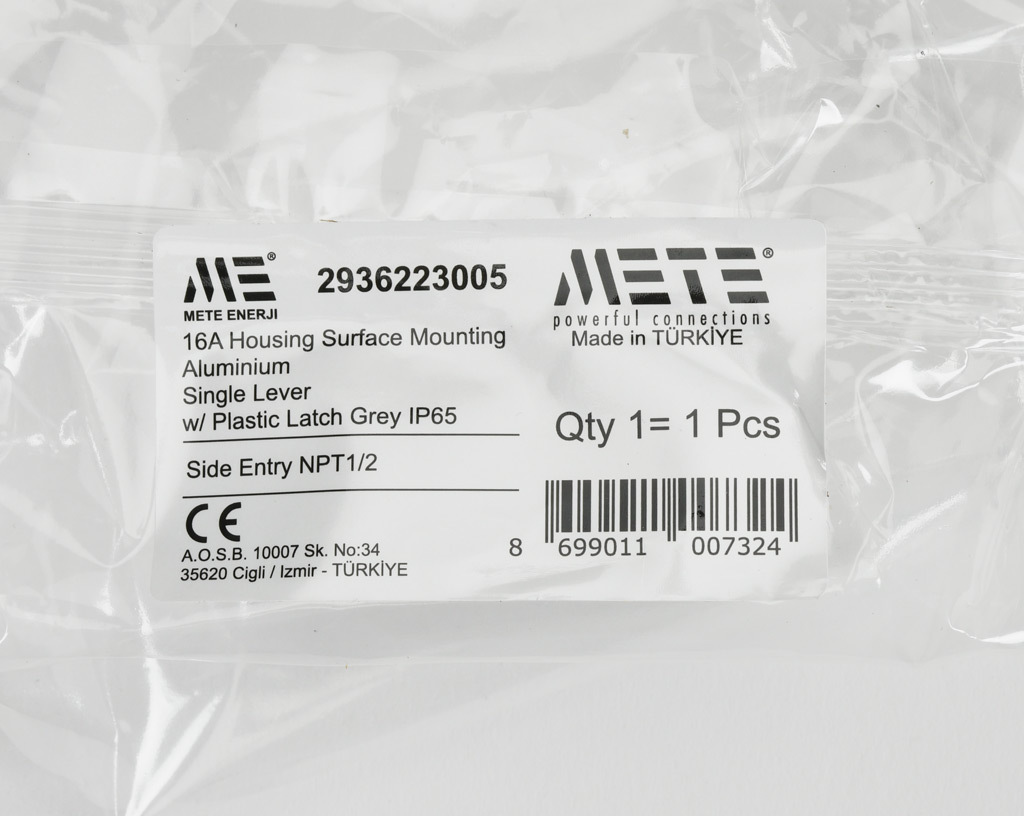 ME®
METE ENERJI
2936223005
16A Housing Surface Mounting
Aluminium
Single Lever
w/ Plastic Latch Grey IP65
Side Entry NPT1/2
CE
A.O.S.B. 10007 Sk. No:34
35620 Cigli / Izmir - TÜRKİYE
METE®
powerful connections
Made in TÜRKİYE
Qty 1= 1 Pcs
8 699011 007324